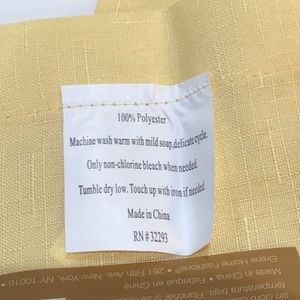 100% Polyester
Machine wash warm with mild soap, delicate cycle.
Only non-chlorine bleach when needed.
Tumble dry low. Touch up with iron if needed.
Made in China
RN # 32293
Elrene Home Fashions® 261 Fifth Ave, New York, NY 10016 •
Made in China • Fabriqué en Chine •